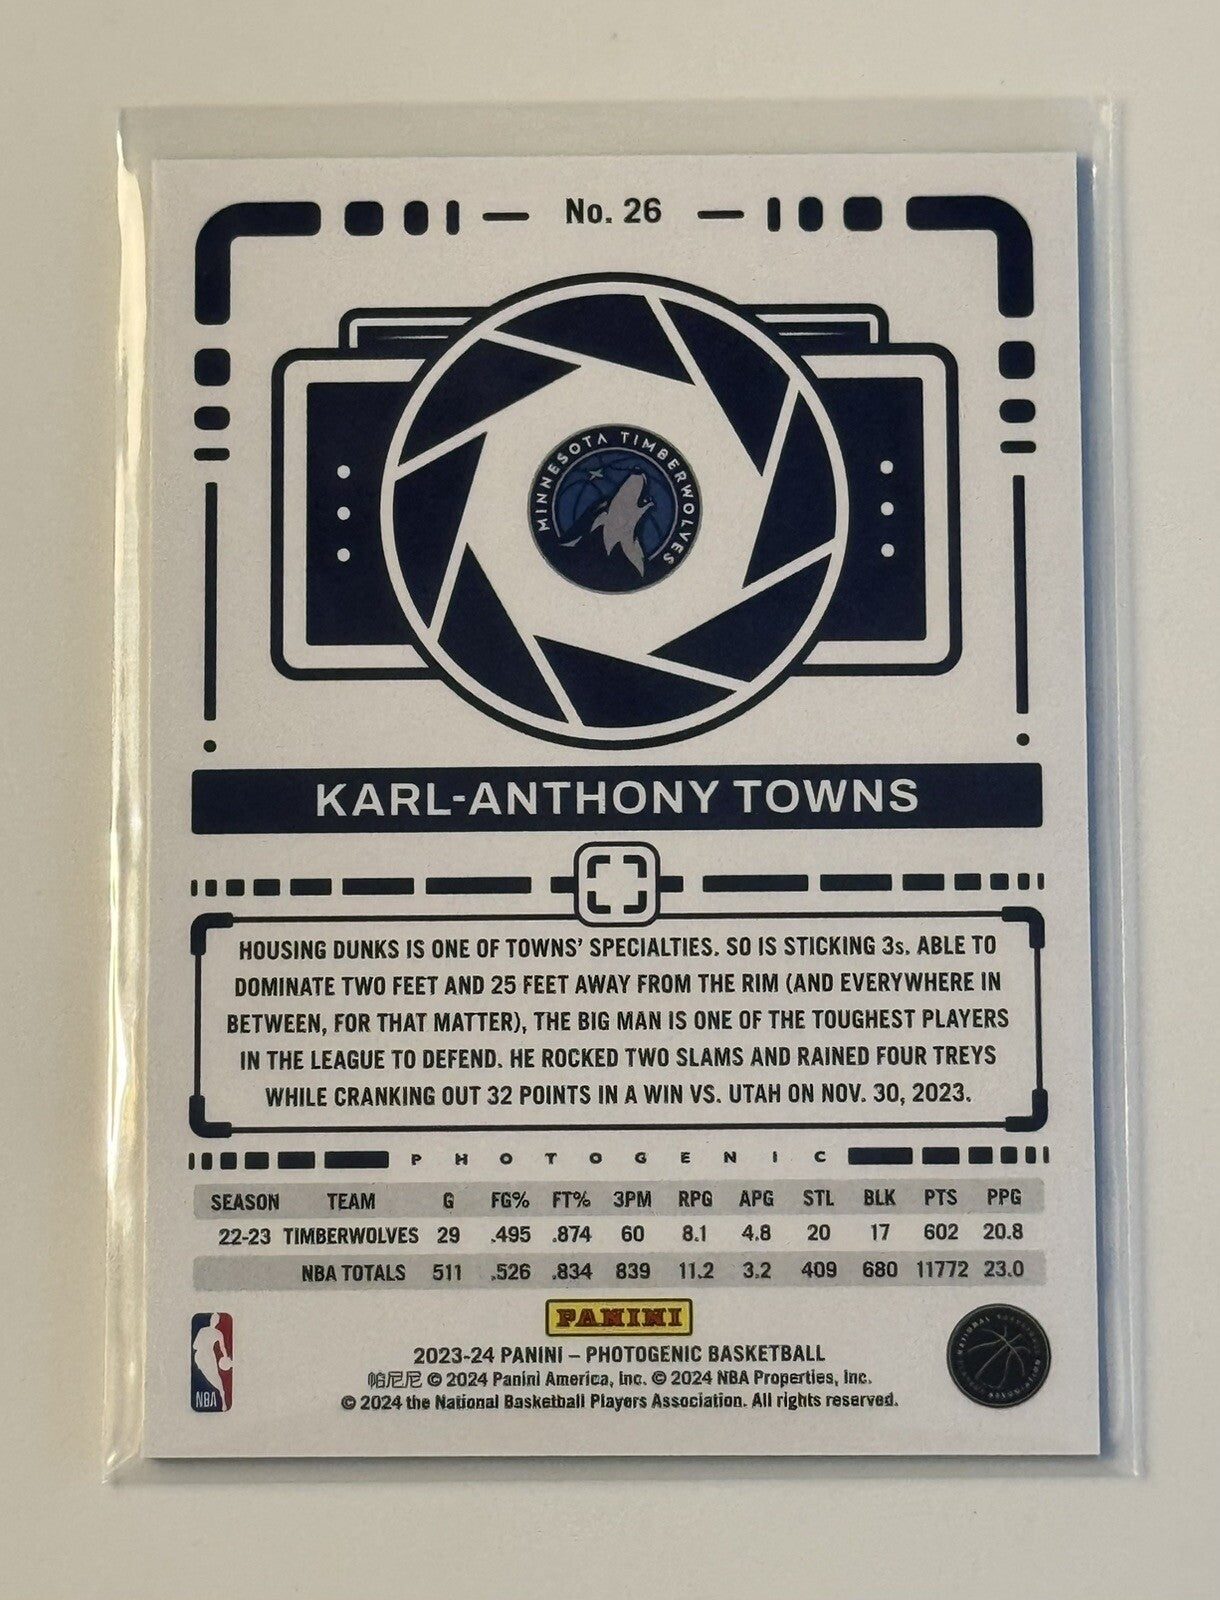 No. 26
MINNESOTA TIMBERWOLVES
KARL-ANTHONY TOWNS
HOUSING DUNKS IS ONE OF TOWNS' SPECIALTIES. SO IS STICKING 3s. ABLE TO
DOMINATE TWO FEET AND 25 FEET AWAY FROM THE RIM (AND EVERYWHERE IN
BETWEEN, FOR THAT MATTER), THE BIG MAN IS ONE OF THE TOUGHEST PLAYERS
IN THE LEAGUE TO DEFEND. HE ROCKED TWO SLAMS AND RAINED FOUR TREYS
WHILE CRANKING OUT 32 POINTS IN A WIN VS. UTAH ON NOV. 30, 2023.
PHOTOGENIC
SEASON TEAM G FG% FT% 3PM RPG APG STL BLK PTS PPG
22-23 TIMBERWOLVES 29 .495 .874 60 8.1 4.8 20 17 602 20.8
NBA TOTALS 511 .526 .834 839 11.2 3.2 409 680 11772 23.0
PANINI
2023-24 PANINI – PHOTOGENIC BASKETBALL
帕尼尼 © 2024 Panini America, Inc. © 2024 NBA Properties, Inc.
© 2024 the National Basketball Players Association. All rights reserved.
NBA